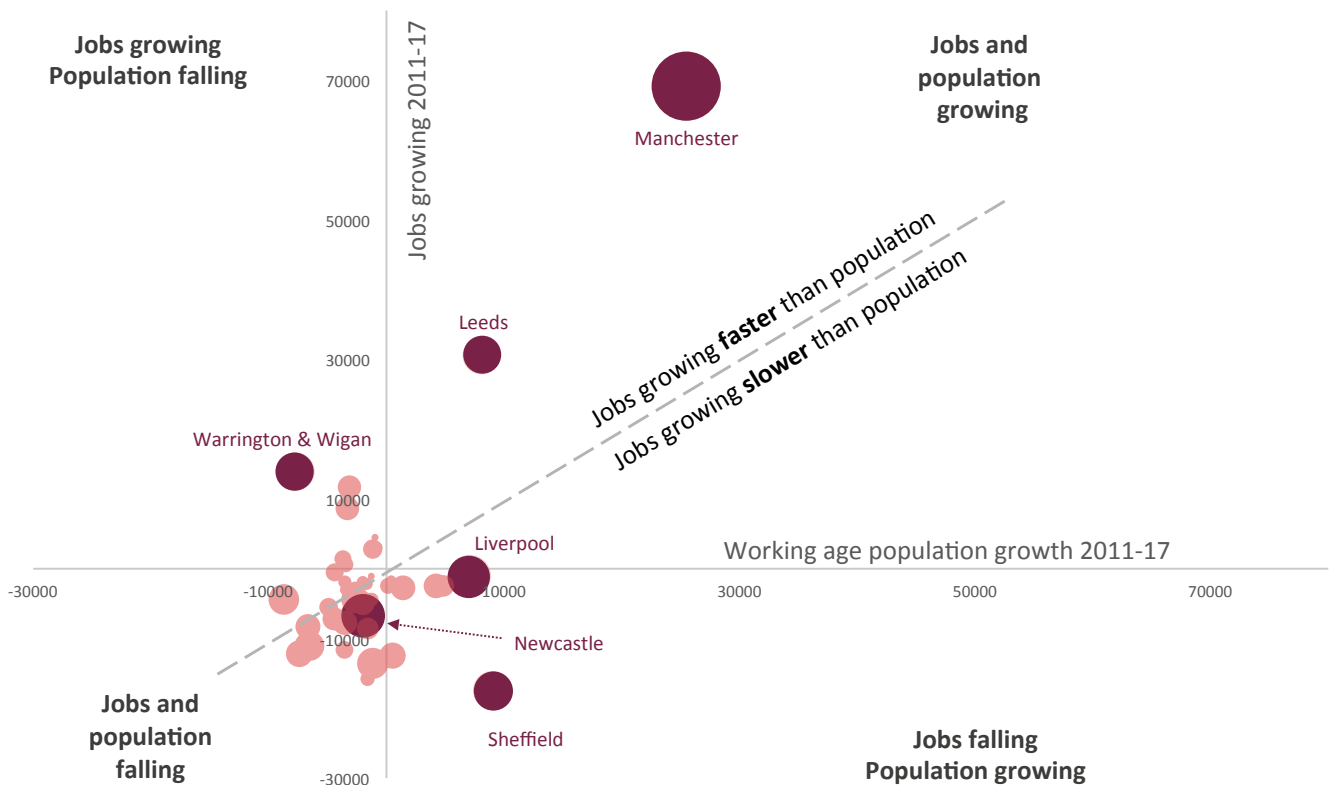 Jobs growing
Population falling
Jobs growing 2011-17
Jobs and
population
growing
70000
Manchester
50000
Jobs growing faster than population
Jobs growing slower than population
Leeds
30000
Warrington & Wigan
10000
Liverpool
Working age population growth 2011-17
-30000
-10000
10000
30000
50000
70000
-10000
Newcastle
Jobs and
population
falling
Sheffield
Jobs falling
Population growing
-30000